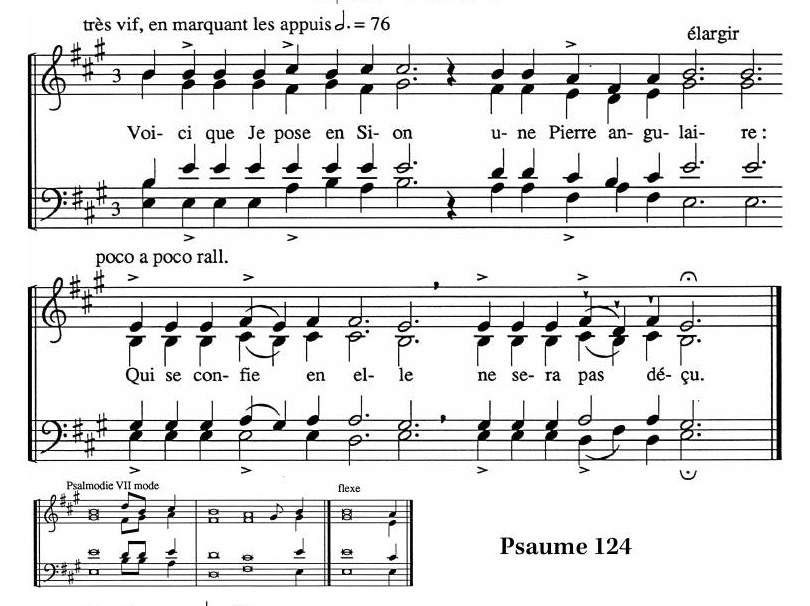 très vif, en marquant les appuis 𝅗𝅥. = 76
élargir
3
Voi- ci que Je pose en Si- on u- ne Pierre an- gu- lai- re :
3
poco a poco rall.
Qui se con- fie en el- le ne se- ra pas dé- çu.
Psalmodie VII mode
flexe
Psaume 124